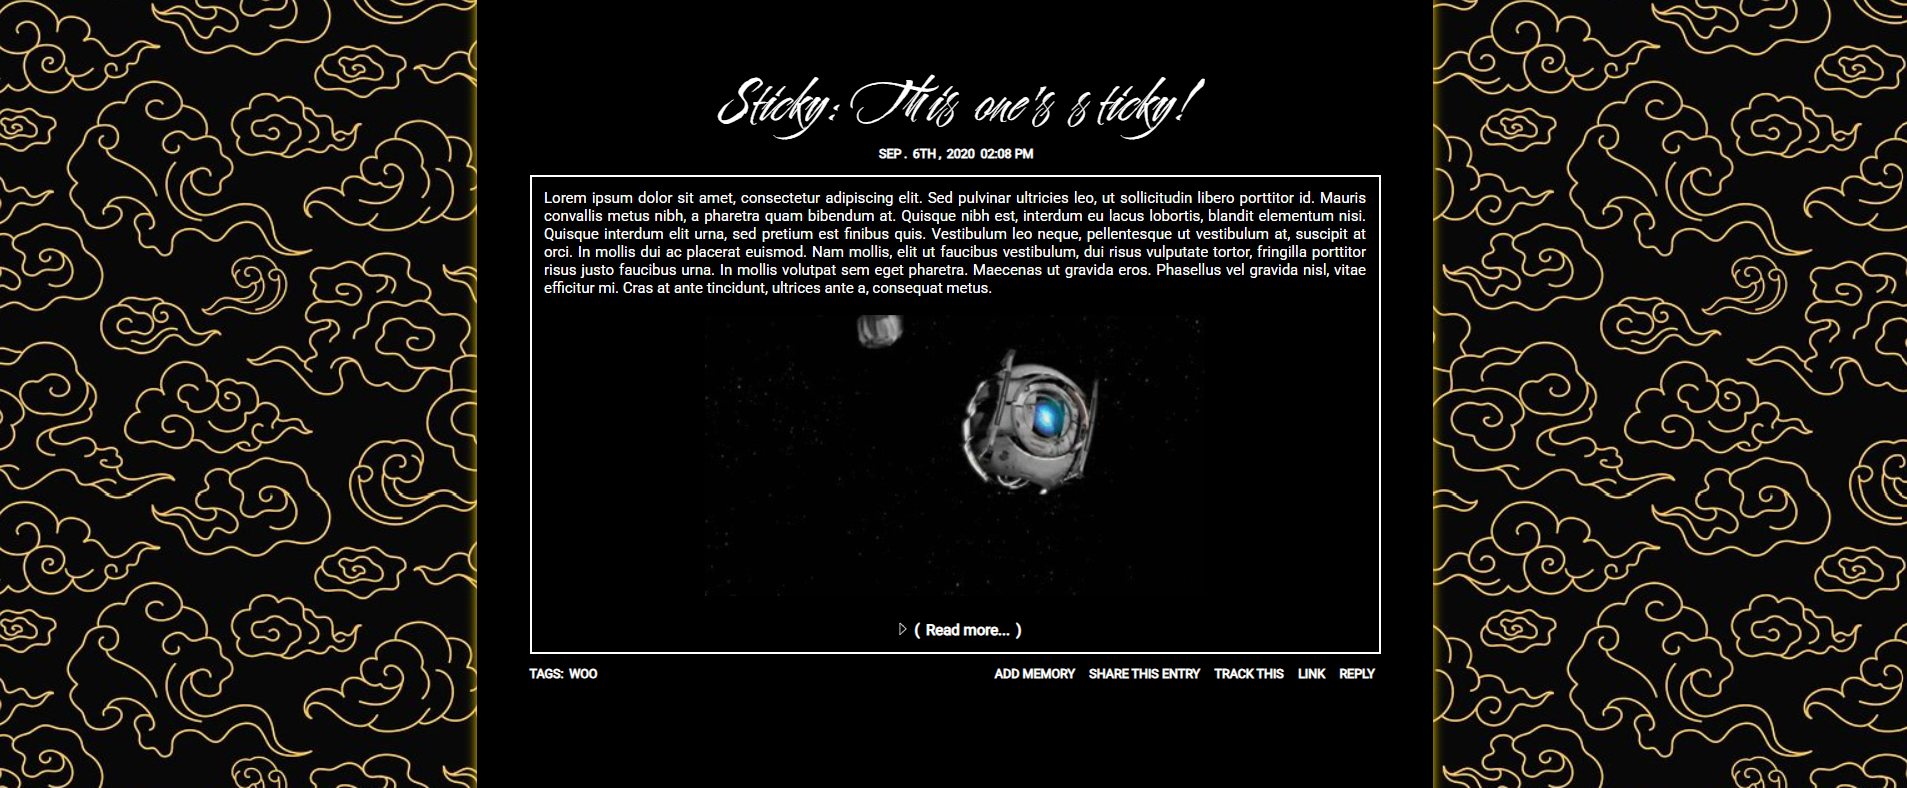 Sticky: This one's sticky!
SEP. 6TH, 2020 02:08 PM
Lorem ipsum dolor sit amet, consectetur adipiscing elit. Sed pulvinar ultricies leo, ut sollicitudin libero porttitor id. Mauris
convallis metus nibh, a pharetra quam bibendum at. Quisque nibh est, interdum eu lacus lobortis, blandit elementum nisi.
Quisque interdum elit urna, sed pretium est finibus quis. Vestibulum leo neque, pellentesque ut vestibulum at, suscipit at
orci. In mollis dui ac placerat euismod. Nam mollis, elit ut faucibus vestibulum, dui risus vulputate tortor, fringilla porttitor
risus justo faucibus urna. In mollis volutpat sem eget pharetra. Maecenas ut gravida eros. Phasellus vel gravida nisl, vitae
efficitur mi. Cras at ante tincidunt, ultrices ante a, consequat metus.
( Read more... )
TAGS: WOO
ADD MEMORY SHARE THIS ENTRY TRACK THIS LINK REPLY